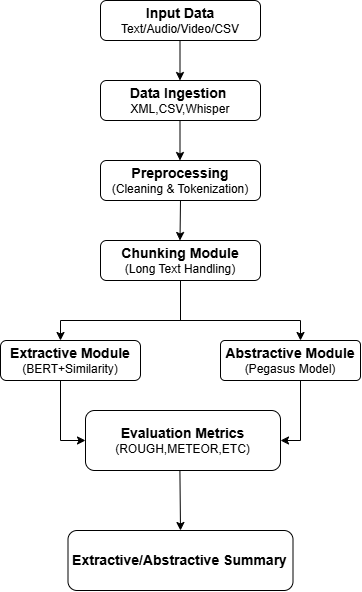 Input Data
Text/Audio/Video/CSV
Data Ingestion
XML,CSV,Whisper
Preprocessing
(Cleaning & Tokenization)
Chunking Module
(Long Text Handling)
Extractive Module
(BERT+Similarity)
Abstractive Module
(Pegasus Model)
Evaluation Metrics
(ROUGH,METEOR,ETC)
Extractive/Abstractive Summary